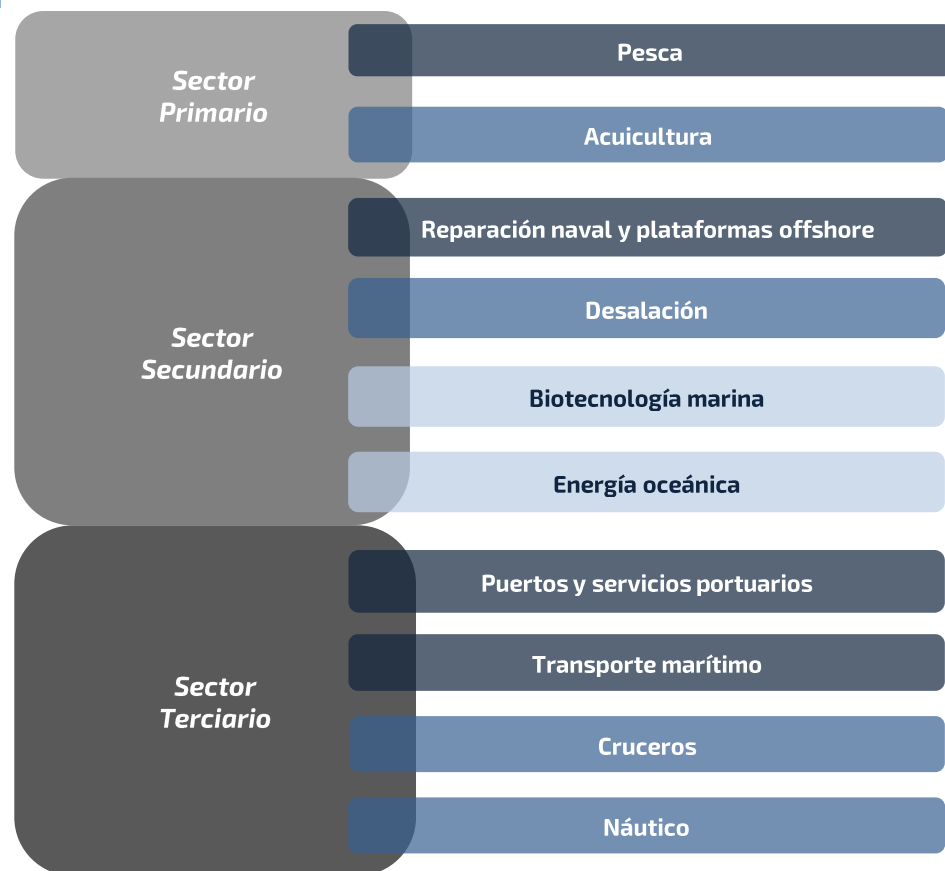 Sector
Primario
Pesca
Acuicultura
Sector
Secundario
Reparación naval y plataformas offshore
Desalación
Biotecnología marina
Energía oceánica
Sector
Terciario
Puertos y servicios portuarios
Transporte marítimo
Cruceros
Náutico